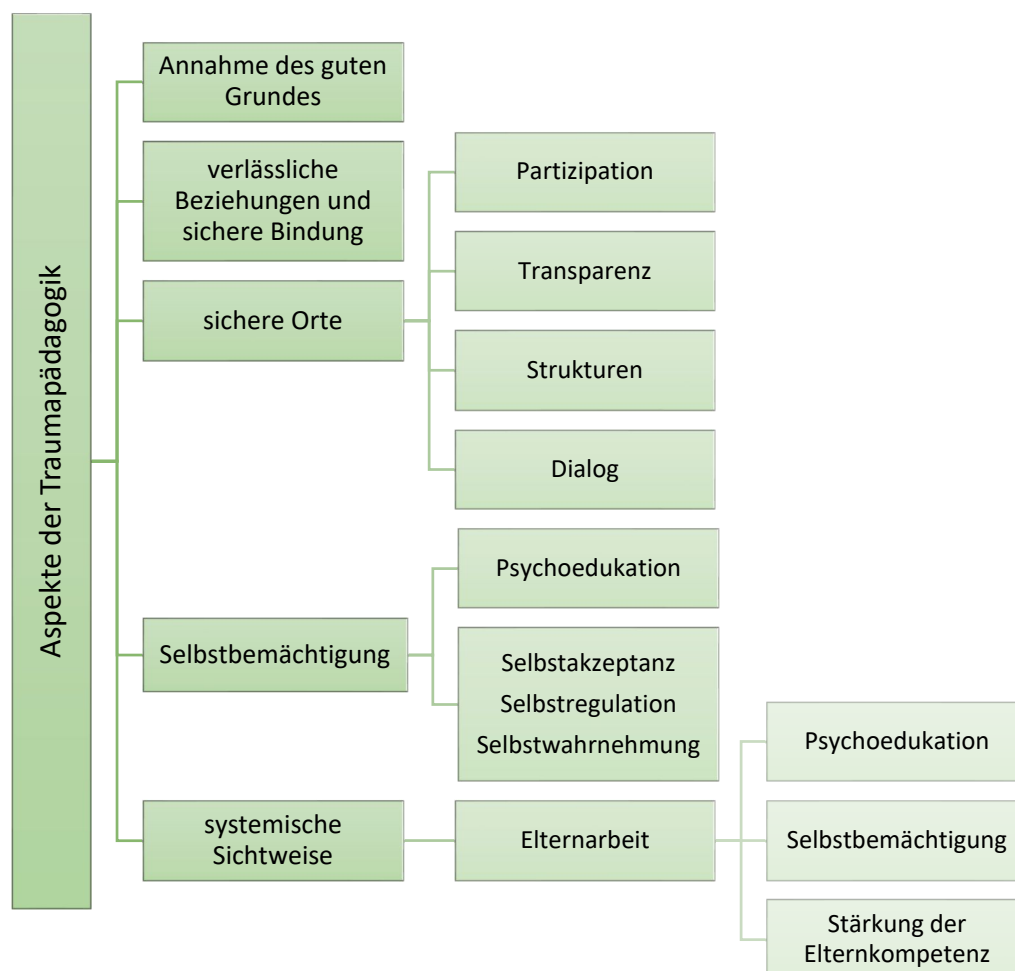 Aspekte der Traumapädagogik
Annahme des guten
Grundes
verlässliche
Beziehungen und
sichere Bindung
sichere Orte
Partizipation
Transparenz
Strukturen
Dialog
Selbstbemächtigung
Psychoedukation
Selbstakzeptanz
Selbstregulation
Selbstwahrnehmung
systemische
Sichtweise
Elternarbeit
Psychoedukation
Selbstbemächtigung
Stärkung der
Elternkompetenz